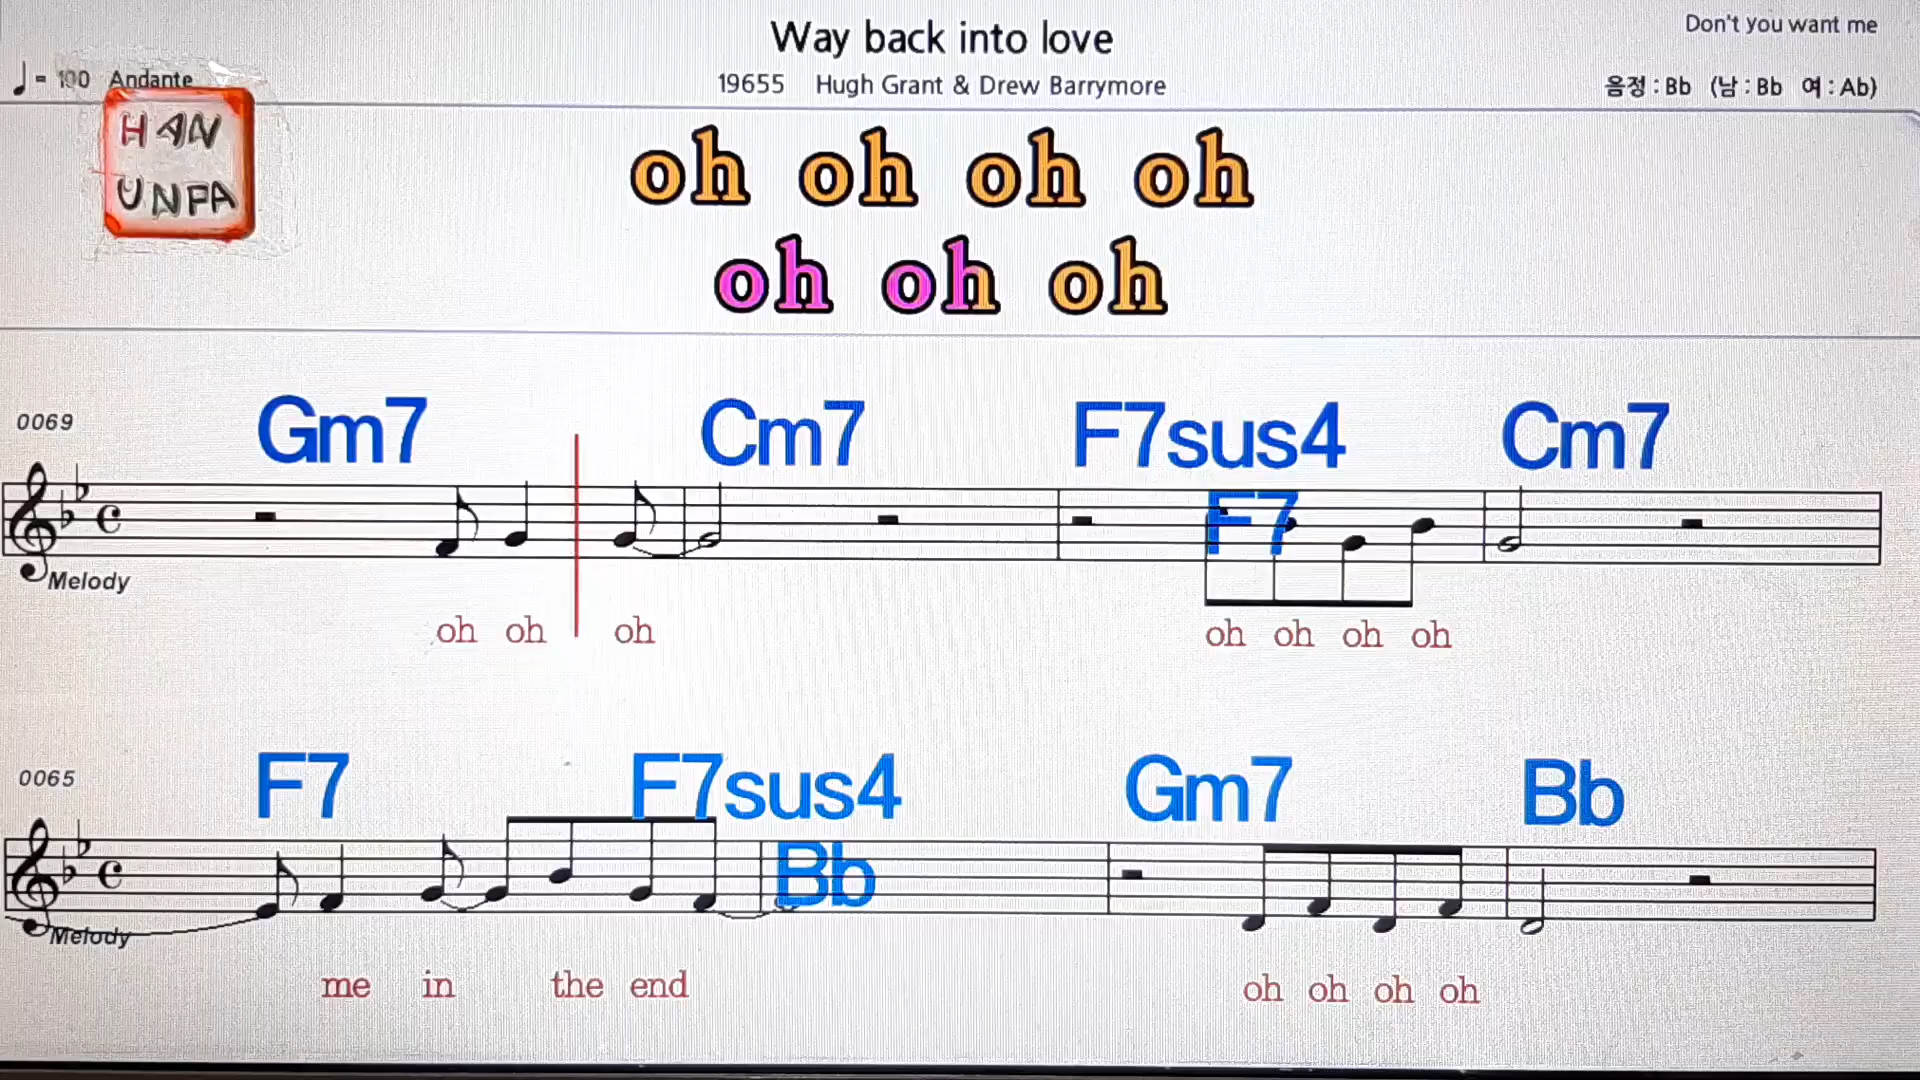 Way back into love
Don't you want me
= 100 Andante
19655 Hugh Grant & Drew Barrymore
음정 : Bb (남 : Bb 여 : Ab)
HAN
UNPA
oh oh oh oh
oh oh oh
0069
Gm7 Cm7 F7sus4 Cm7
F7
Melody
oh oh oh oh oh oh oh
0065
F7 F7sus4 Gm7 Bb
Bb
Melody
me in the end oh oh oh oh